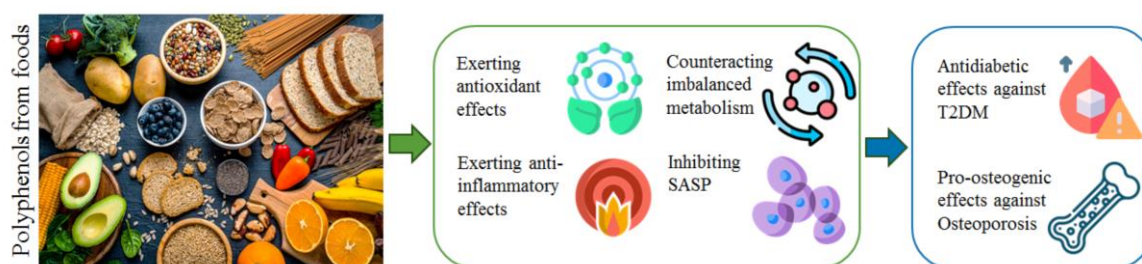 Polyphenols from foods
Exerting
antioxidant
effects
Counteracting
imbalanced
metabolism
Exerting anti-
inflammatory
effects
Inhibiting
SASP
Antidiabetic
effects against
T2DM
Pro-osteogenic
effects against
Osteoporosis